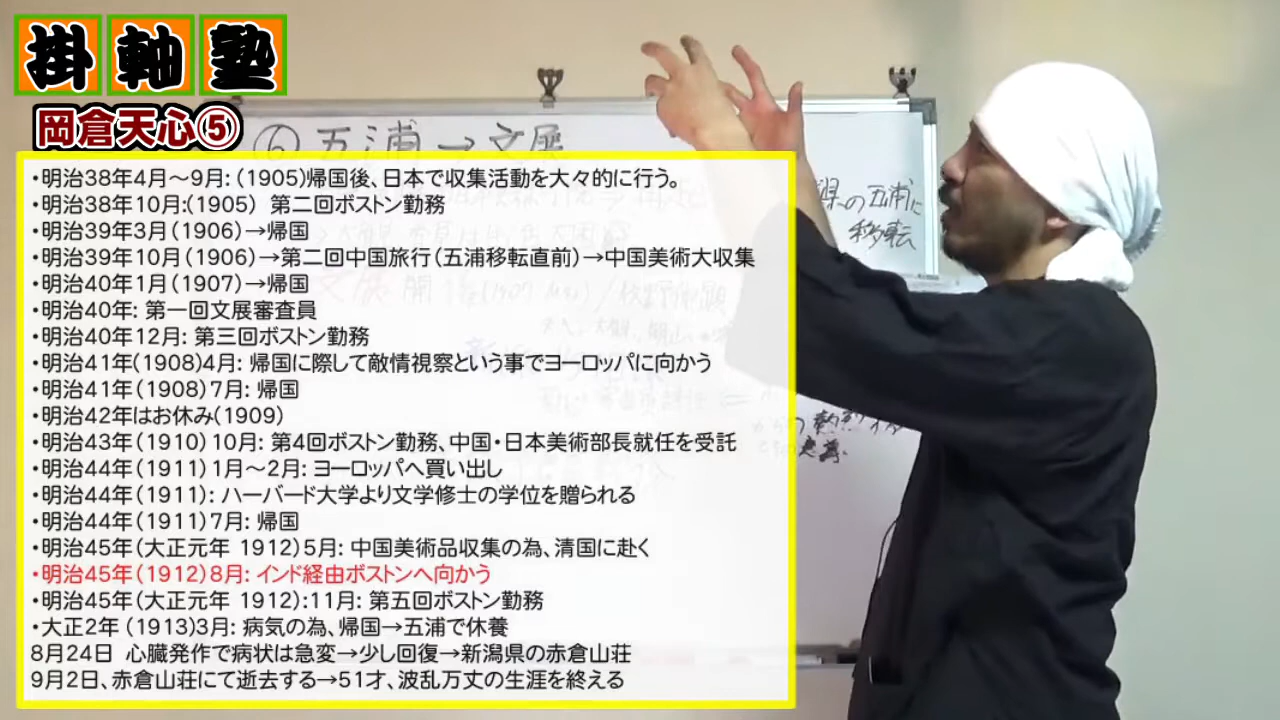 掛軸塾
岡倉天心⑤
⑥五浦→文展
・明治38年4月～9月:(1905)帰国後、日本で収集活動を大々的に行う。
・明治38年10月:(1905) 第二回ボストン勤務
・明治39年3月(1906)→帰国
・明治39年10月(1906)→第二回中国旅行(五浦移転直前)→中国美術大収集
・明治40年1月(1907)→帰国
・明治40年: 第一回文展審査員
・明治40年12月: 第三回ボストン勤務
・明治41年(1908)4月: 帰国に際して敵情視察という事でヨーロッパに向かう
・明治41年(1908)7月: 帰国
・明治42年はお休み(1909)
・明治43年(1910)10月: 第4回ボストン勤務、中国・日本美術部長就任を受託
・明治44年(1911)1月～2月: ヨーロッパへ買い出し
・明治44年(1911): ハーバード大学より文学修士の学位を贈られる
・明治44年(1911)7月: 帰国
・明治45年(大正元年 1912)5月: 中国美術品収集の為、清国に赴く
・明治45年(1912)8月: インド経由ボストンへ向かう
・明治45年(大正元年 1912):11月: 第五回ボストン勤務
・大正2年(1913)3月: 病気の為、帰国→五浦で休養
8月24日 心臓発作で病状は急変→少し回復→新潟県の赤倉山荘
9月2日、赤倉山荘にて逝去する→51才、波乱万丈の生涯を終える
県の五浦に
移転